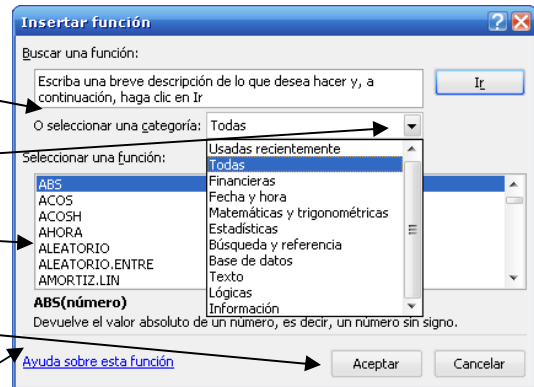 Insertar función
Buscar una función:
Escriba una breve descripción de lo que desea hacer y, a
continuación, haga clic en Ir
Ir
O seleccionar una categoría: Todas
Usadas recientemente
Todas
Financieras
Fecha y hora
Matemáticas y trigonométricas
Estadísticas
Búsqueda y referencia
Base de datos
Texto
Lógicas
Información
Seleccionar una función:
ABS
ACOS
ACOSH
AHORA
ALEATORIO
ALEATORIO.ENTRE
AMORTIZ.LIN
ABS(número)
Devuelve el valor absoluto de un número, es decir, un número sin signo.
Ayuda sobre esta función
Aceptar
Cancelar